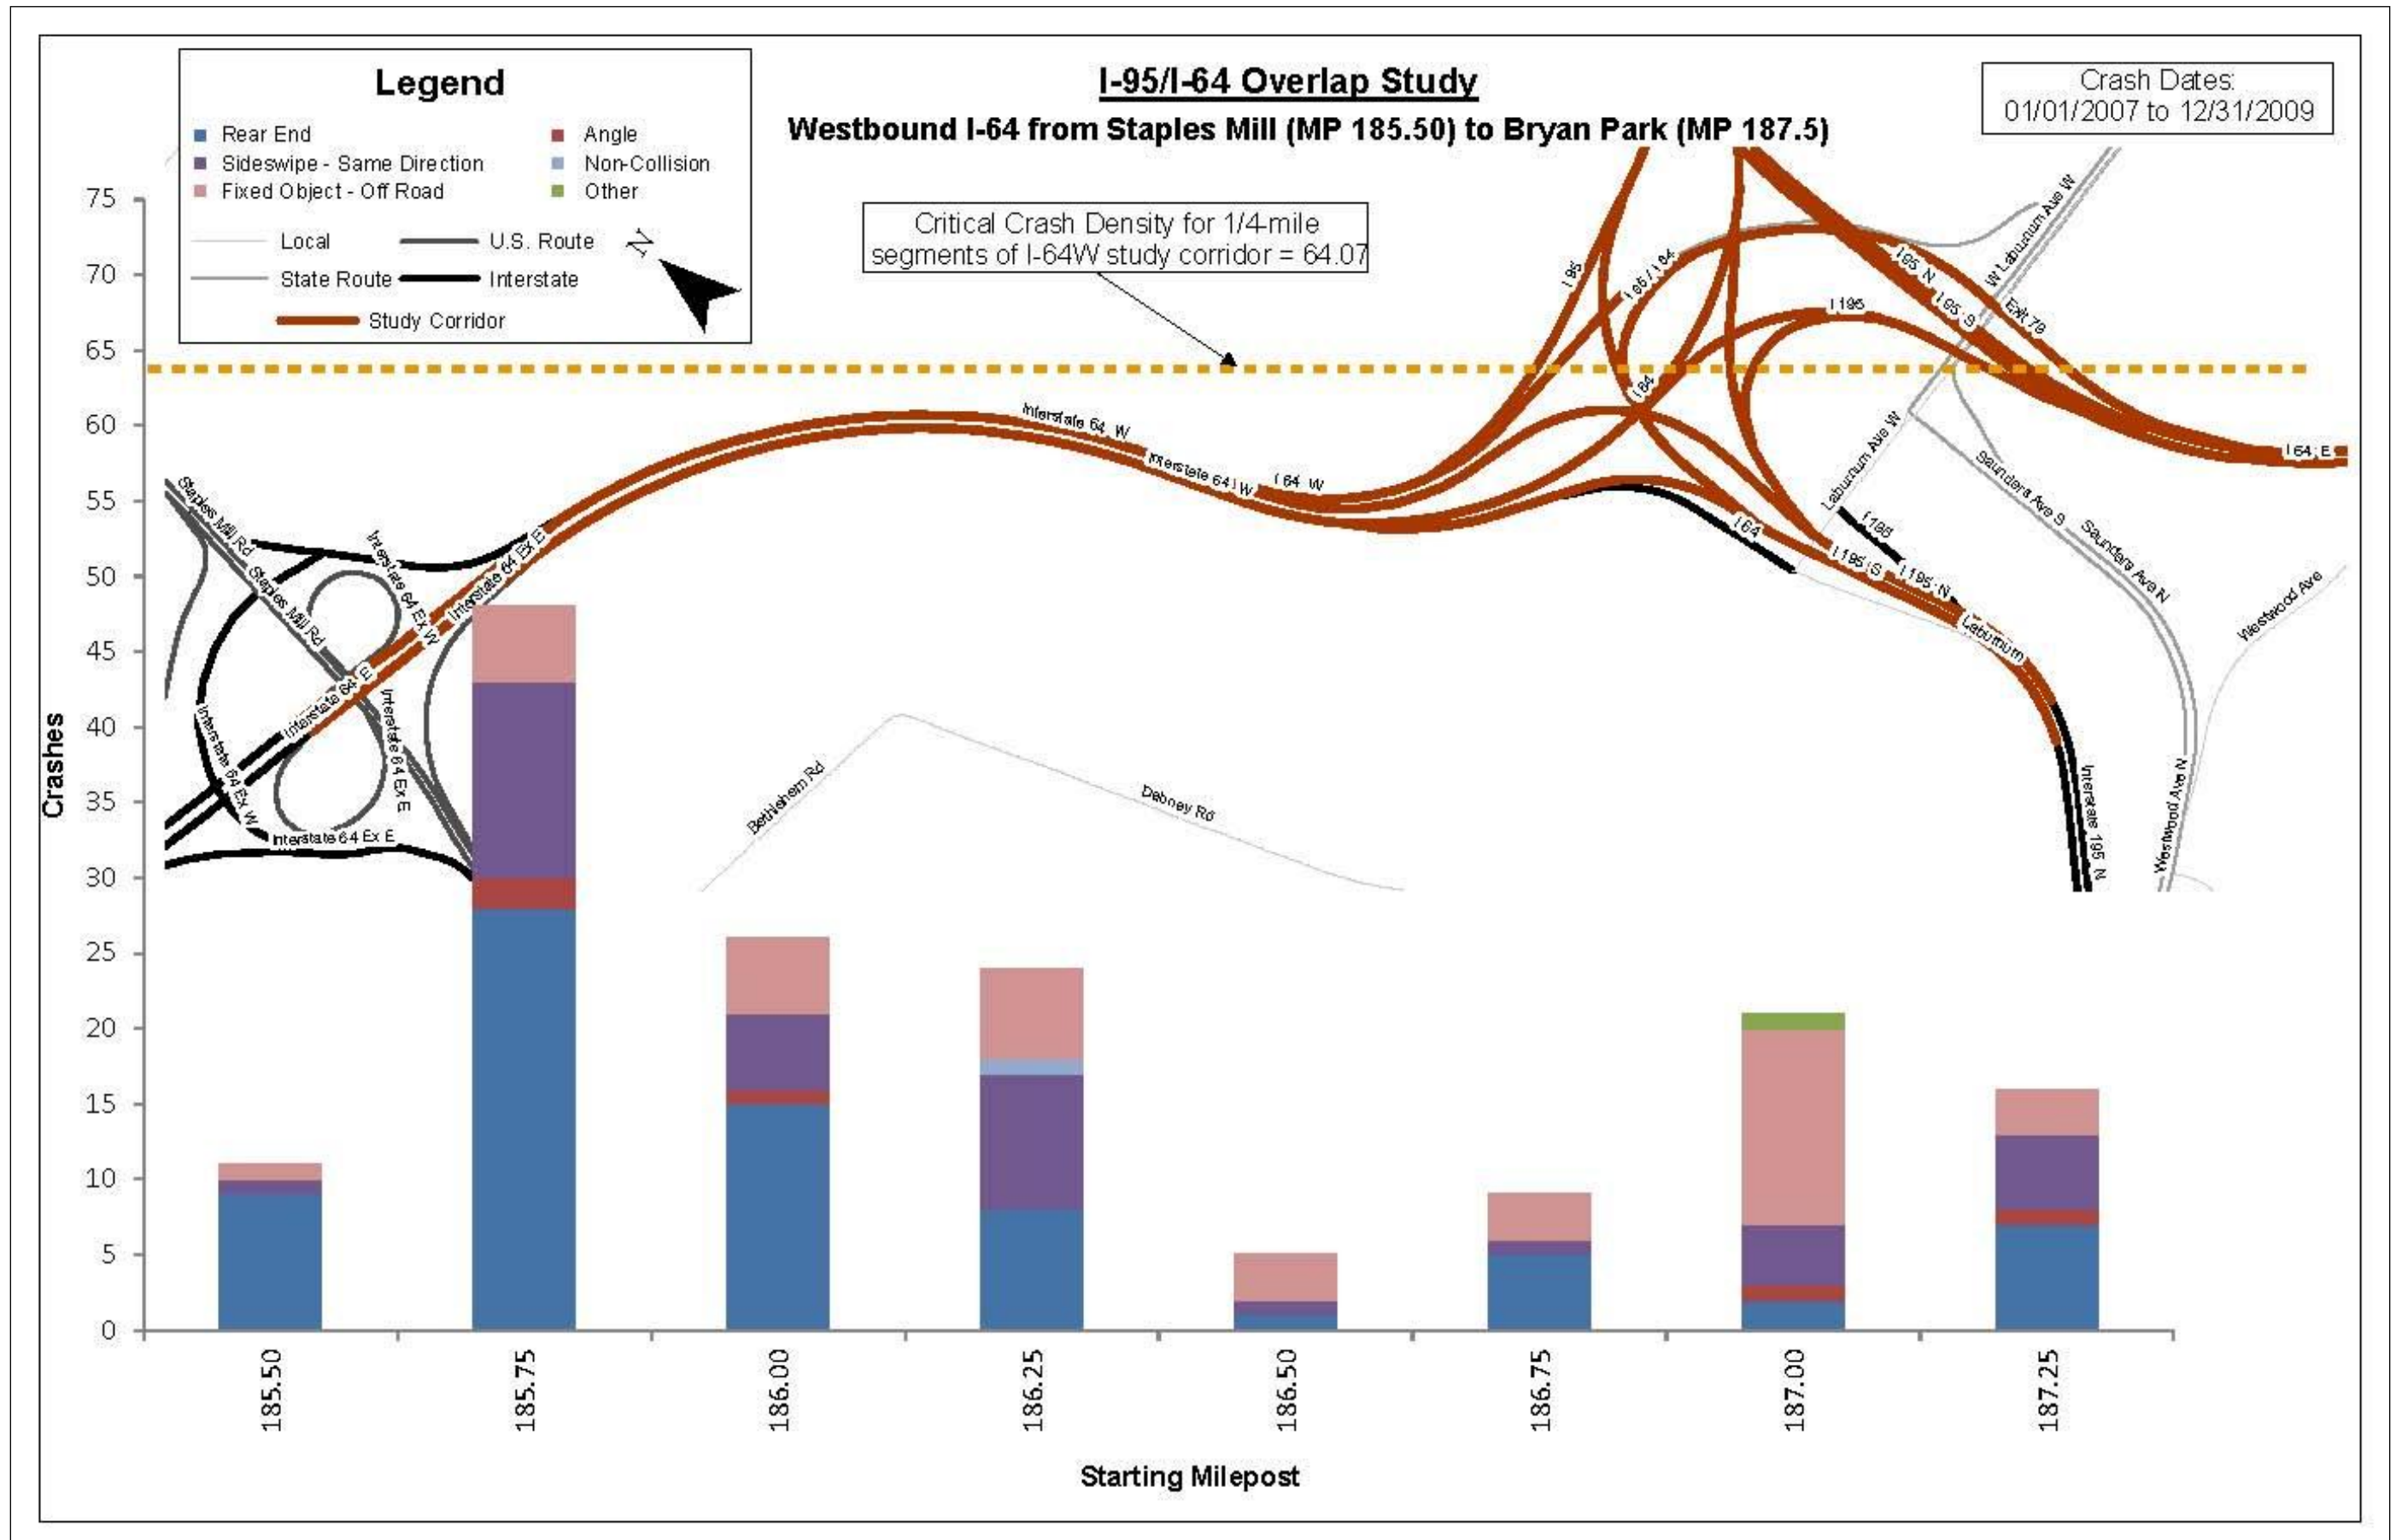 I-95/I-64 Overlap Study
Westbound I-64 from Staples Mill (MP 185.50) to Bryan Park (MP 187.5)
Crash Dates:
01/01/2007 to 12/31/2009
Legend
Rear End
Angle
Sideswipe - Same Direction
Non-Collision
Fixed Object - Off Road
Other
Local
U.S. Route
State Route
Interstate
Study Corridor
N
Critical Crash Density for 1/4-mile
segments of I-64W study corridor = 64.07
75
70
65
60
55
50
45
40
35
30
25
20
15
10
5
0
Crashes
Staples Mill Rd
Staples Mill Rd
Staples Mill Rd
Interstate 64 Ex W
Interstate 64 Ex E
Interstate 64 E
Interstate 64 Ex W
Interstate 64 Ex E
Interstate 64 Ex E
Interstate 64 W
Interstate 64 W
I 64 W
I 95
I 95 / I 64
I 64
I 195
I 95 N
I 95 S
W Laburnum Ave W
Exit 78
I 64 E
Laburnum Ave W
Saunders Ave S
Saunders Ave N
Westwood Ave
I 64
I 195
I 195 S
I 195 N
Laburnum
Interstate 195 N
Westwood Ave N
Bethlehem Rd
Dabney Rd
185.50
185.75
186.00
186.25
186.50
186.75
187.00
187.25
Starting Milepost